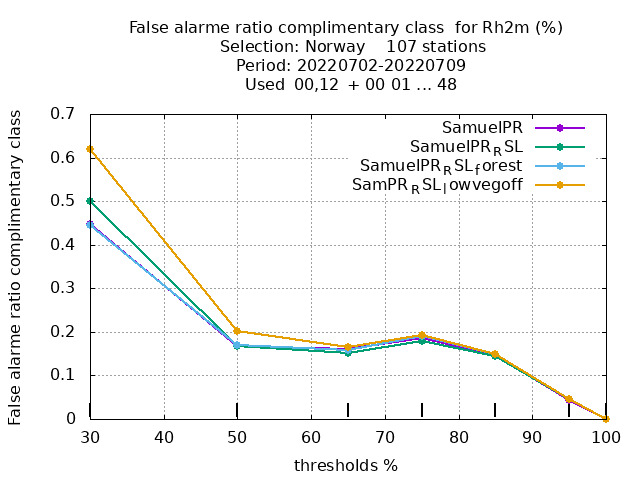 False alarme ratio complimentary class  for Rh2m (%)
Selection: Norway    107 stations
Period: 20220702-20220709
Used  00,12  + 00 01 ... 48
False alarme ratio complimentary class
0.7
0.6
0.5
0.4
0.3
0.2
0.1
0
SamuelPR
SamuelPR_RSL
SamuelPR_RSL_forest
SamPR_RSL_lowvegoff
30 40 50 60 70 80 90 100
thresholds %